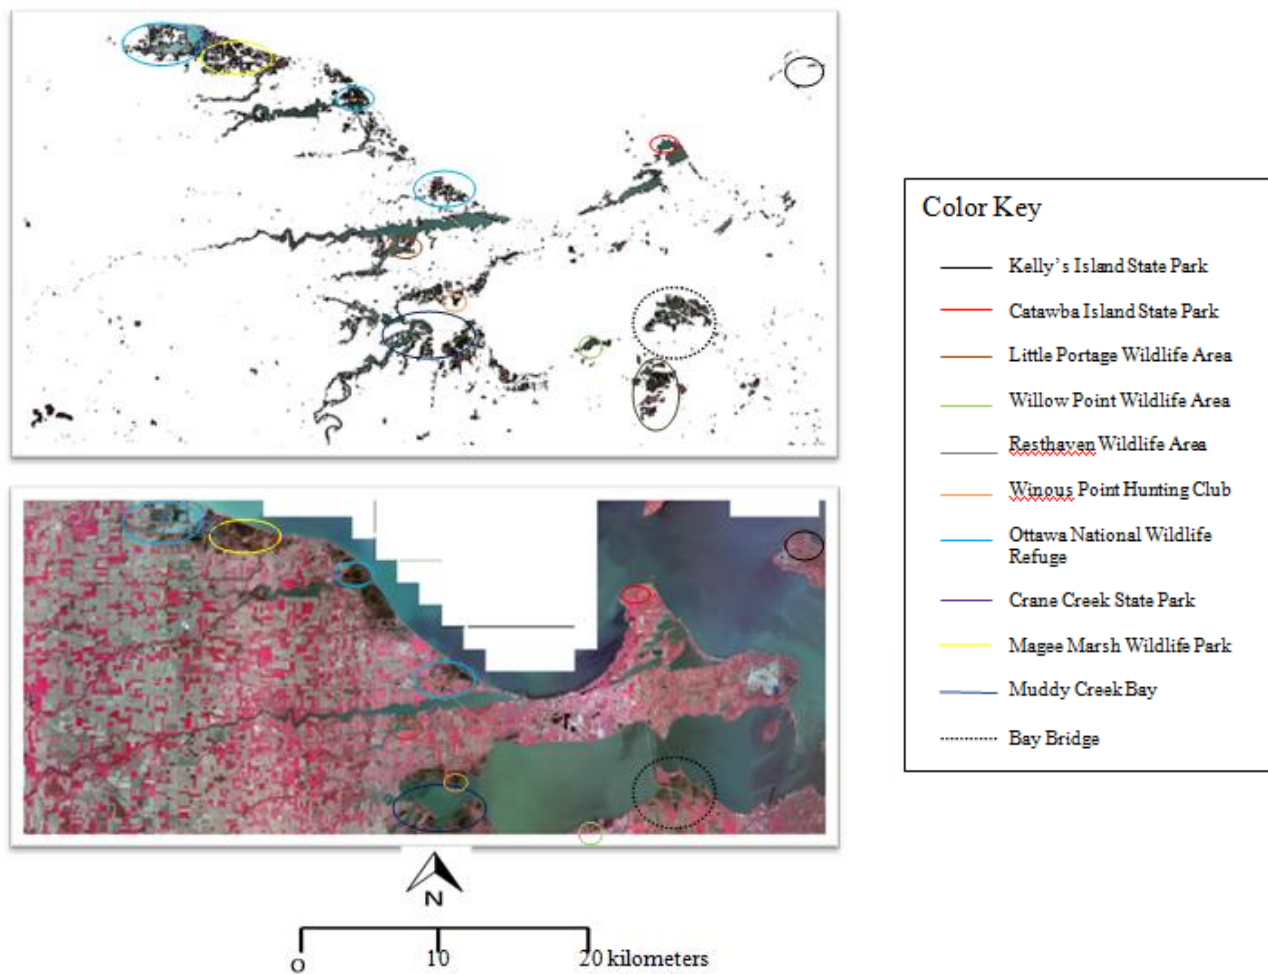 Color Key
Kelly's Island State Park
Catawba Island State Park
Little Portage Wildlife Area
Willow Point Wildlife Area
Resthaven Wildlife Area
Winous Point Hunting Club
Ottawa National Wildlife
Refuge
Crane Creek State Park
Magee Marsh Wildlife Park
Muddy Creek Bay
Bay Bridge
N
0 10 20 kilometers